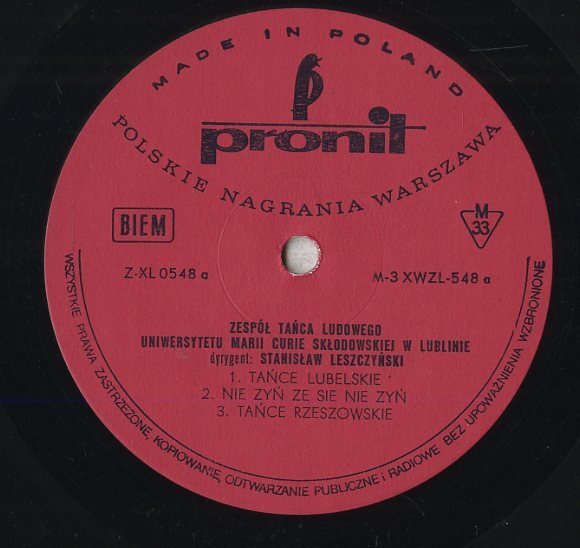 MADE IN POLAND
pronit
POLSKIE NAGRANIA WARSZAWA
BIEM
M
33
Z-XL 0548 a
M-3 XWZL-548 a
ZESPÓŁ TAŃCA LUDOWEGO
UNIWERSYTETU MARII CURIE SKŁODOWSKIEJ W LUBLINIE
dyrygent: STANISŁAW LESZCZYŃSKI
1. TAŃCE LUBELSKIE
2. NIE ZYŃ ZE SIE NIE ZYŃ
3. TAŃCE RZESZOWSKIE
WSZYSTKIE PRAWA ZASTRZEŻONE, KOPIOWANIE, ODTWARZANIE PUBLICZNE i RADIOWE BEZ UPOWAŻNIENIA WZBRONIONE